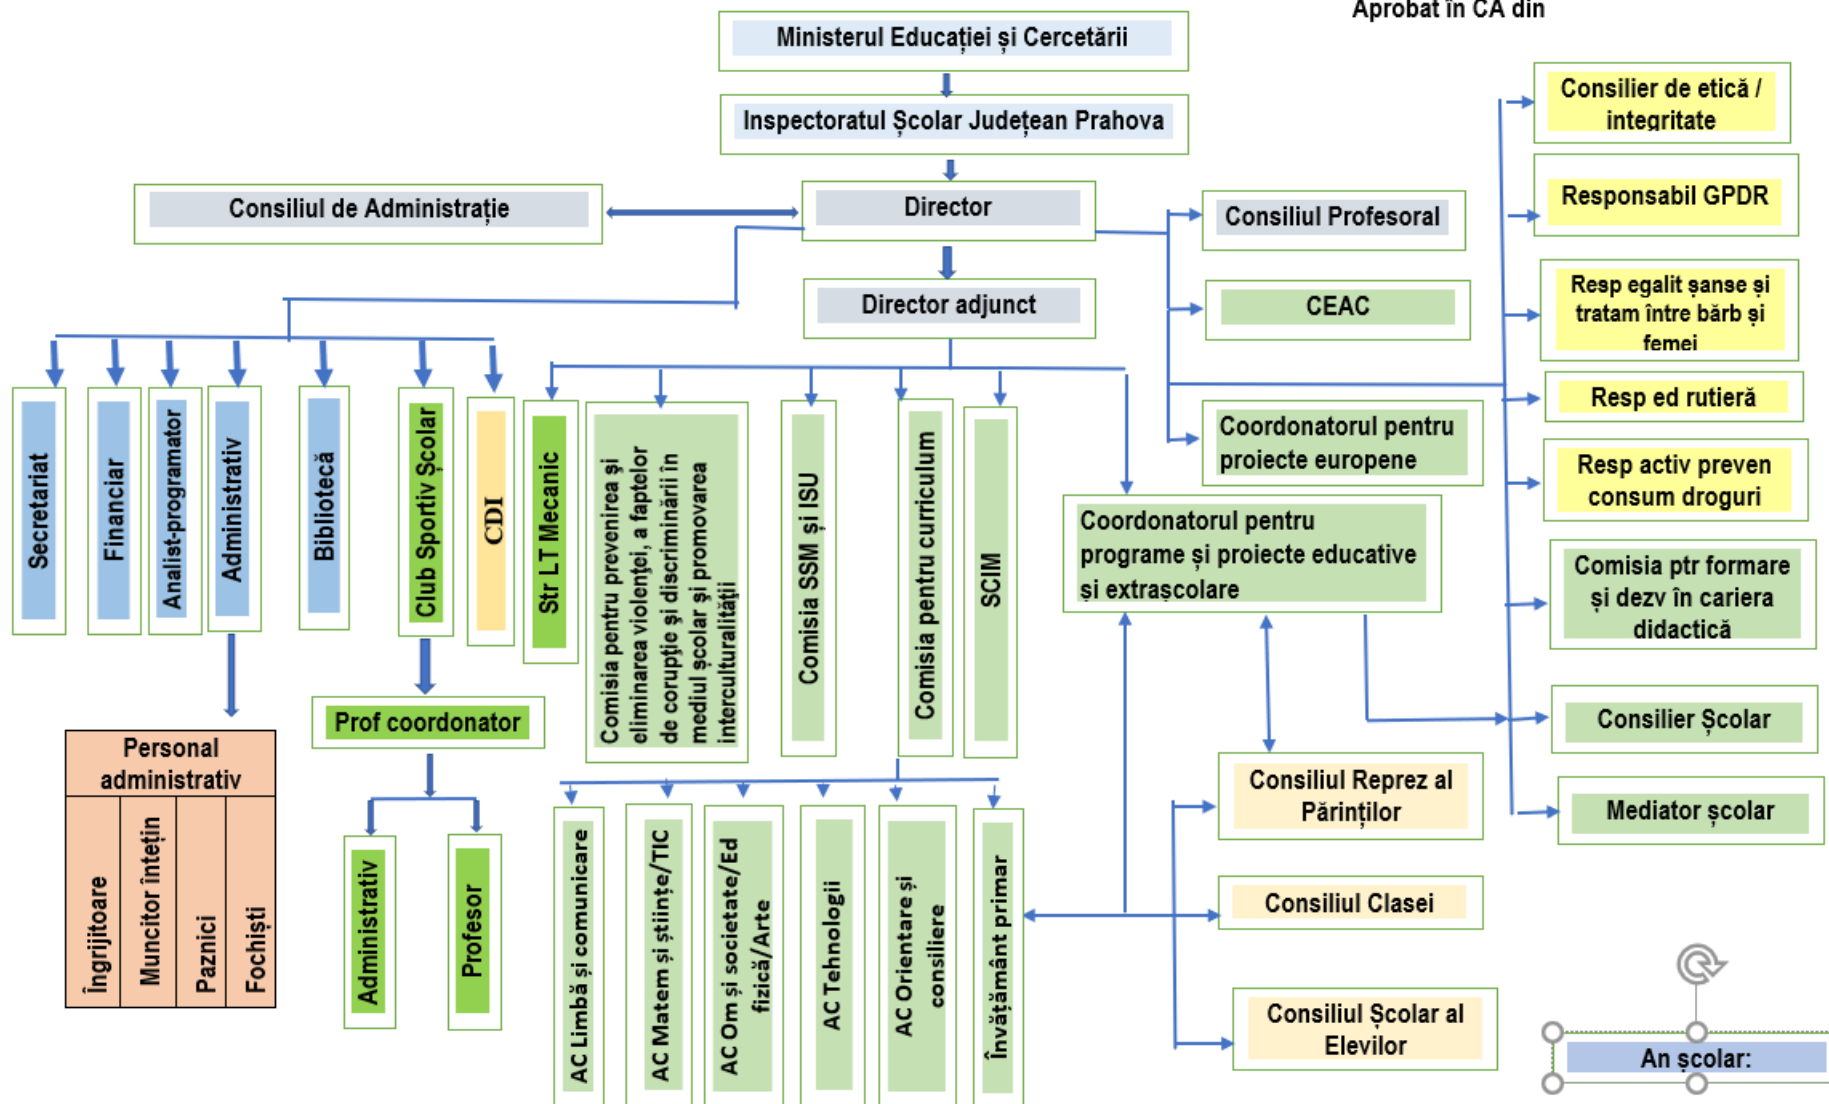 Aprobat în CA din
Ministerul Educației și Cercetării
Inspectoratul Școlar Județean Prahova
Consiliul de Administrație
Director
Consiliul Profesoral
Director adjunct
CEAC
Coordonatorul pentru
proiecte europene
Consilier de etică /
integritate
Responsabil GPDR
Resp egalit șanse și
tratam între bărb și
femei
Resp ed rutieră
Resp activ preven
consum droguri
Comisia ptr formare
și dezv în cariera
didactică
Consilier Școlar
Mediator școlar
Secretariat
Financiar
Analist-programator
Administrativ
Bibliotecă
Club Sportiv Școlar
CDI
Str LT Mecanic
Comisia pentru prevenirea și
eliminarea violenței, a faptelor
de corupție și discriminării în
mediul școlar și promovarea
interculturalității
Comisia SSM și ISU
Comisia pentru curriculum
SCIM
Coordonatorul pentru
programe și proiecte educative
și extrașcolare
Prof coordonator
Personal
administrativ
Îngrijitoare
Muncitor întețin
Paznici
Fochiști
Administrativ
Profesor
AC Limbă și comunicare
AC Matem și științe/TIC
AC Om și societate/Ed
fizică/Arte
AC Tehnologii
AC Orientare și
consiliere
Învățământ primar
Consiliul Reprez al
Părinților
Consiliul Clasei
Consiliul Școlar al
Elevilor
An școlar: